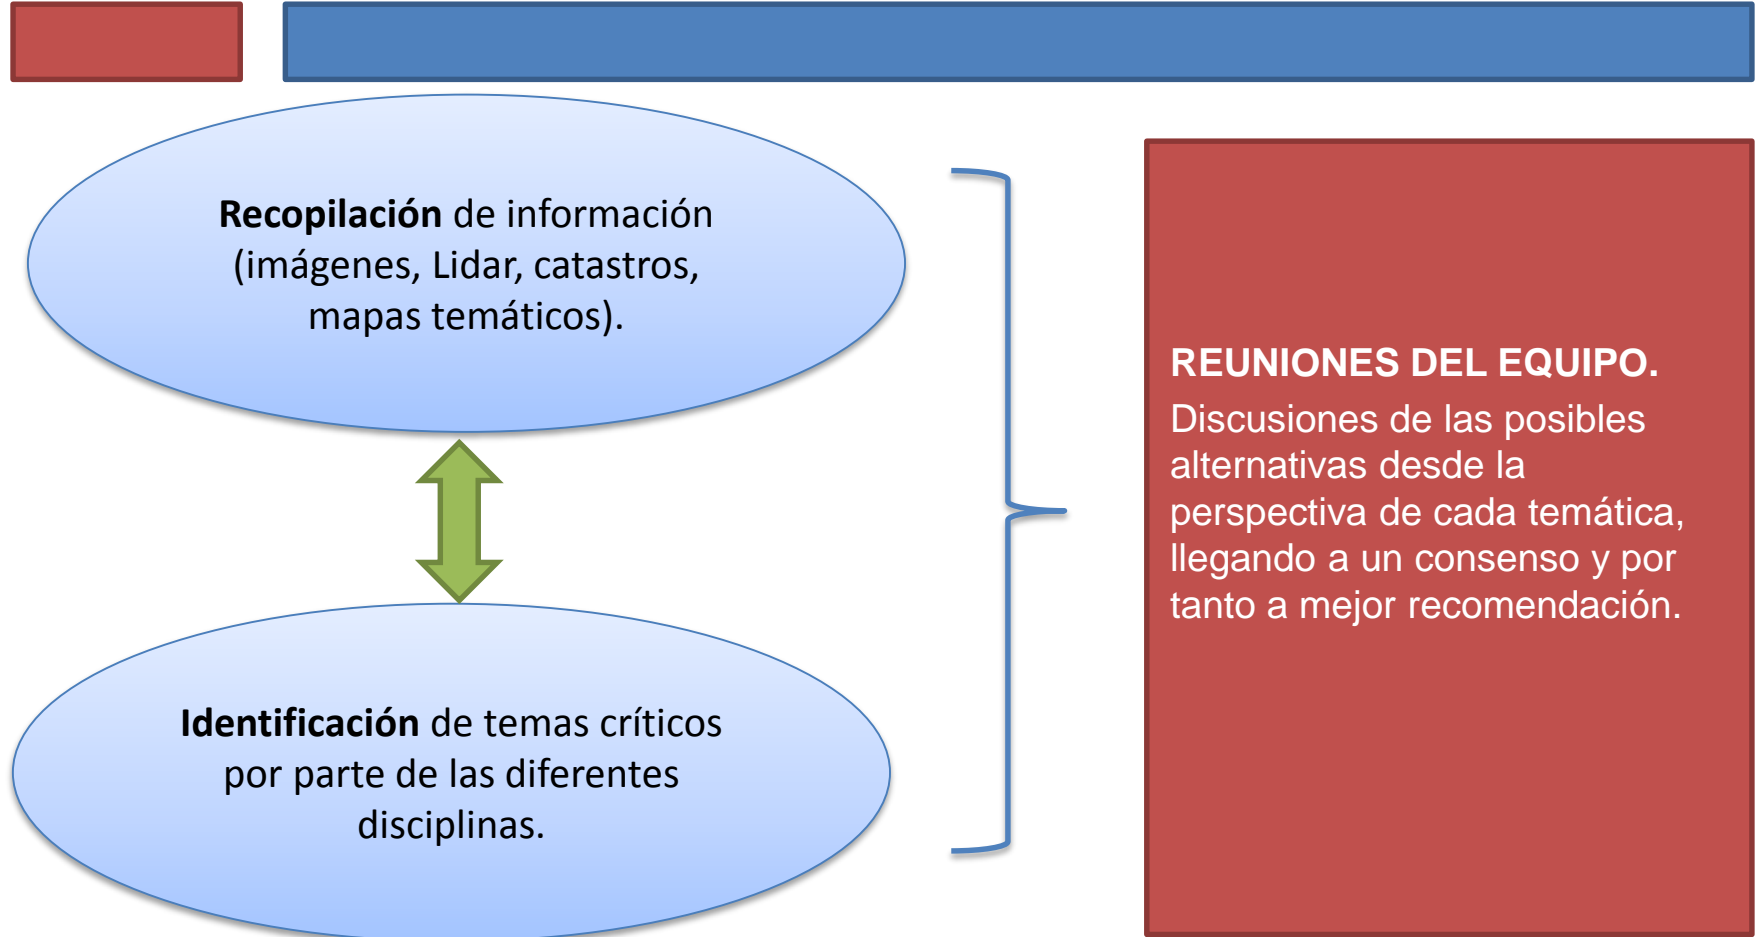 Recopilación de información
(imágenes, Lidar, catastros,
mapas temáticos).
Identificación de temas críticos
por parte de las diferentes
disciplinas.
REUNIONES DEL EQUIPO.
Discusiones de las posibles
alternativas desde la
perspectiva de cada temática,
llegando a un consenso y por
tanto a mejor recomendación.